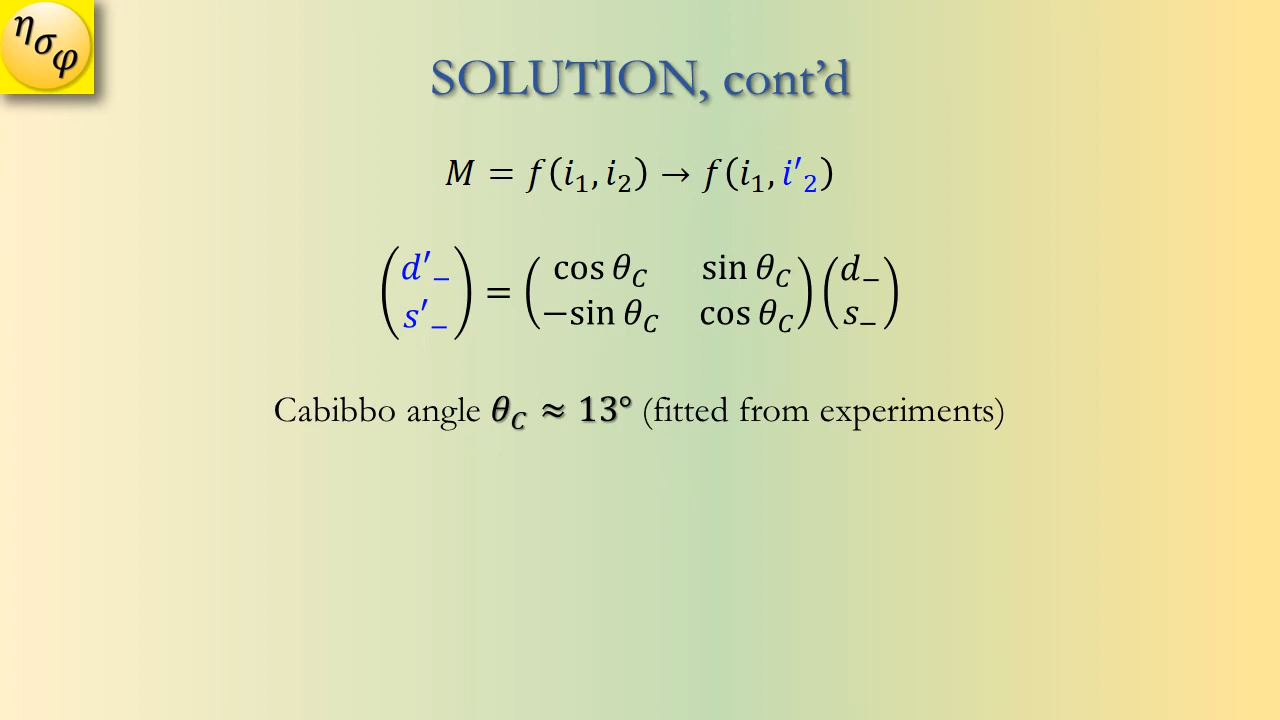 η σ φ
SOLUTION, cont’d
M = f(i₁, i₂) → f(i₁, i′₂)
(d′₋ s′₋) = (cos θ_C sin θ_C −sin θ_C cos θ_C) (d₋ s₋)
Cabibbo angle θ_C ≈ 13° (fitted from experiments)